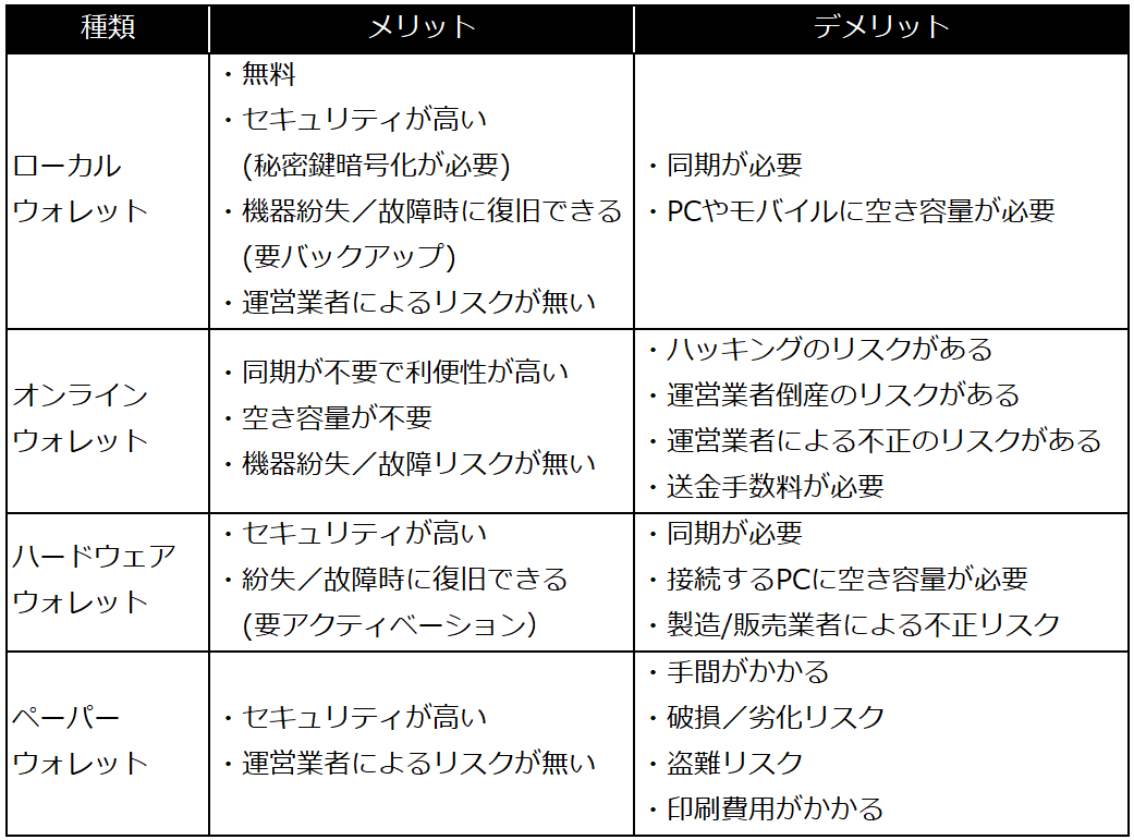 種類 メリット デメリット
ローカル
ウォレット
・無料
・セキュリティが高い
(秘密鍵暗号化が必要)
・機器紛失／故障時に復旧できる
(要バックアップ)
・運営業者によるリスクが無い
・同期が必要
・PCやモバイルに空き容量が必要
オンライン
ウォレット
・同期が不要で利便性が高い
・空き容量が不要
・機器紛失／故障リスクが無い
・ハッキングのリスクがある
・運営業者倒産のリスクがある
・運営業者による不正のリスクがある
・送金手数料が必要
ハードウェア
ウォレット
・セキュリティが高い
・紛失／故障時に復旧できる
(要アクティベーション）
・同期が必要
・接続するPCに空き容量が必要
・製造/販売業者による不正リスク
ペーパー
ウォレット
・セキュリティが高い
・運営業者によるリスクが無い
・手間がかかる
・破損／劣化リスク
・盗難リスク
・印刷費用がかかる